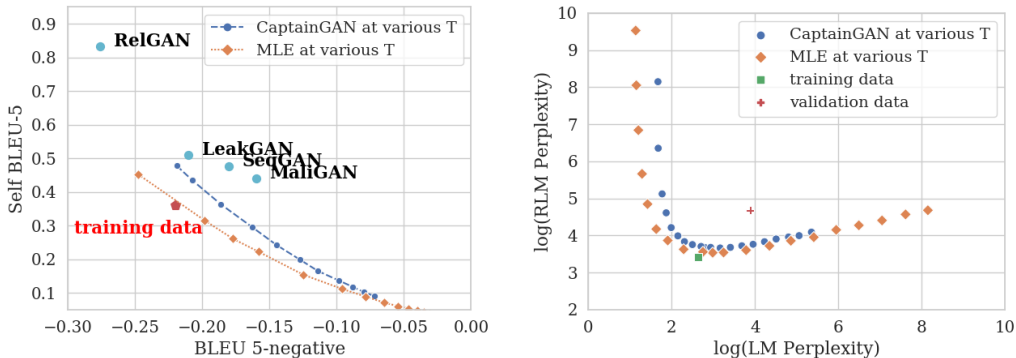 0.9
0.8
0.7
0.6
0.5
0.4
0.3
0.2
0.1
Self BLEU-5
RelGAN
CaptainGAN at various T
MLE at various T
LeakGAN
SeqGAN
MaliGAN
training data
−0.30
−0.20
−0.15
−0.10
−0.05
0.00
BLEU 5-negative
10
9
8
7
6
5
4
3
2
log(RLM Perplexity)
CaptainGAN at various T
MLE at various T
training data
validation data
0
2
4
6
8
10
log(LM Perplexity)